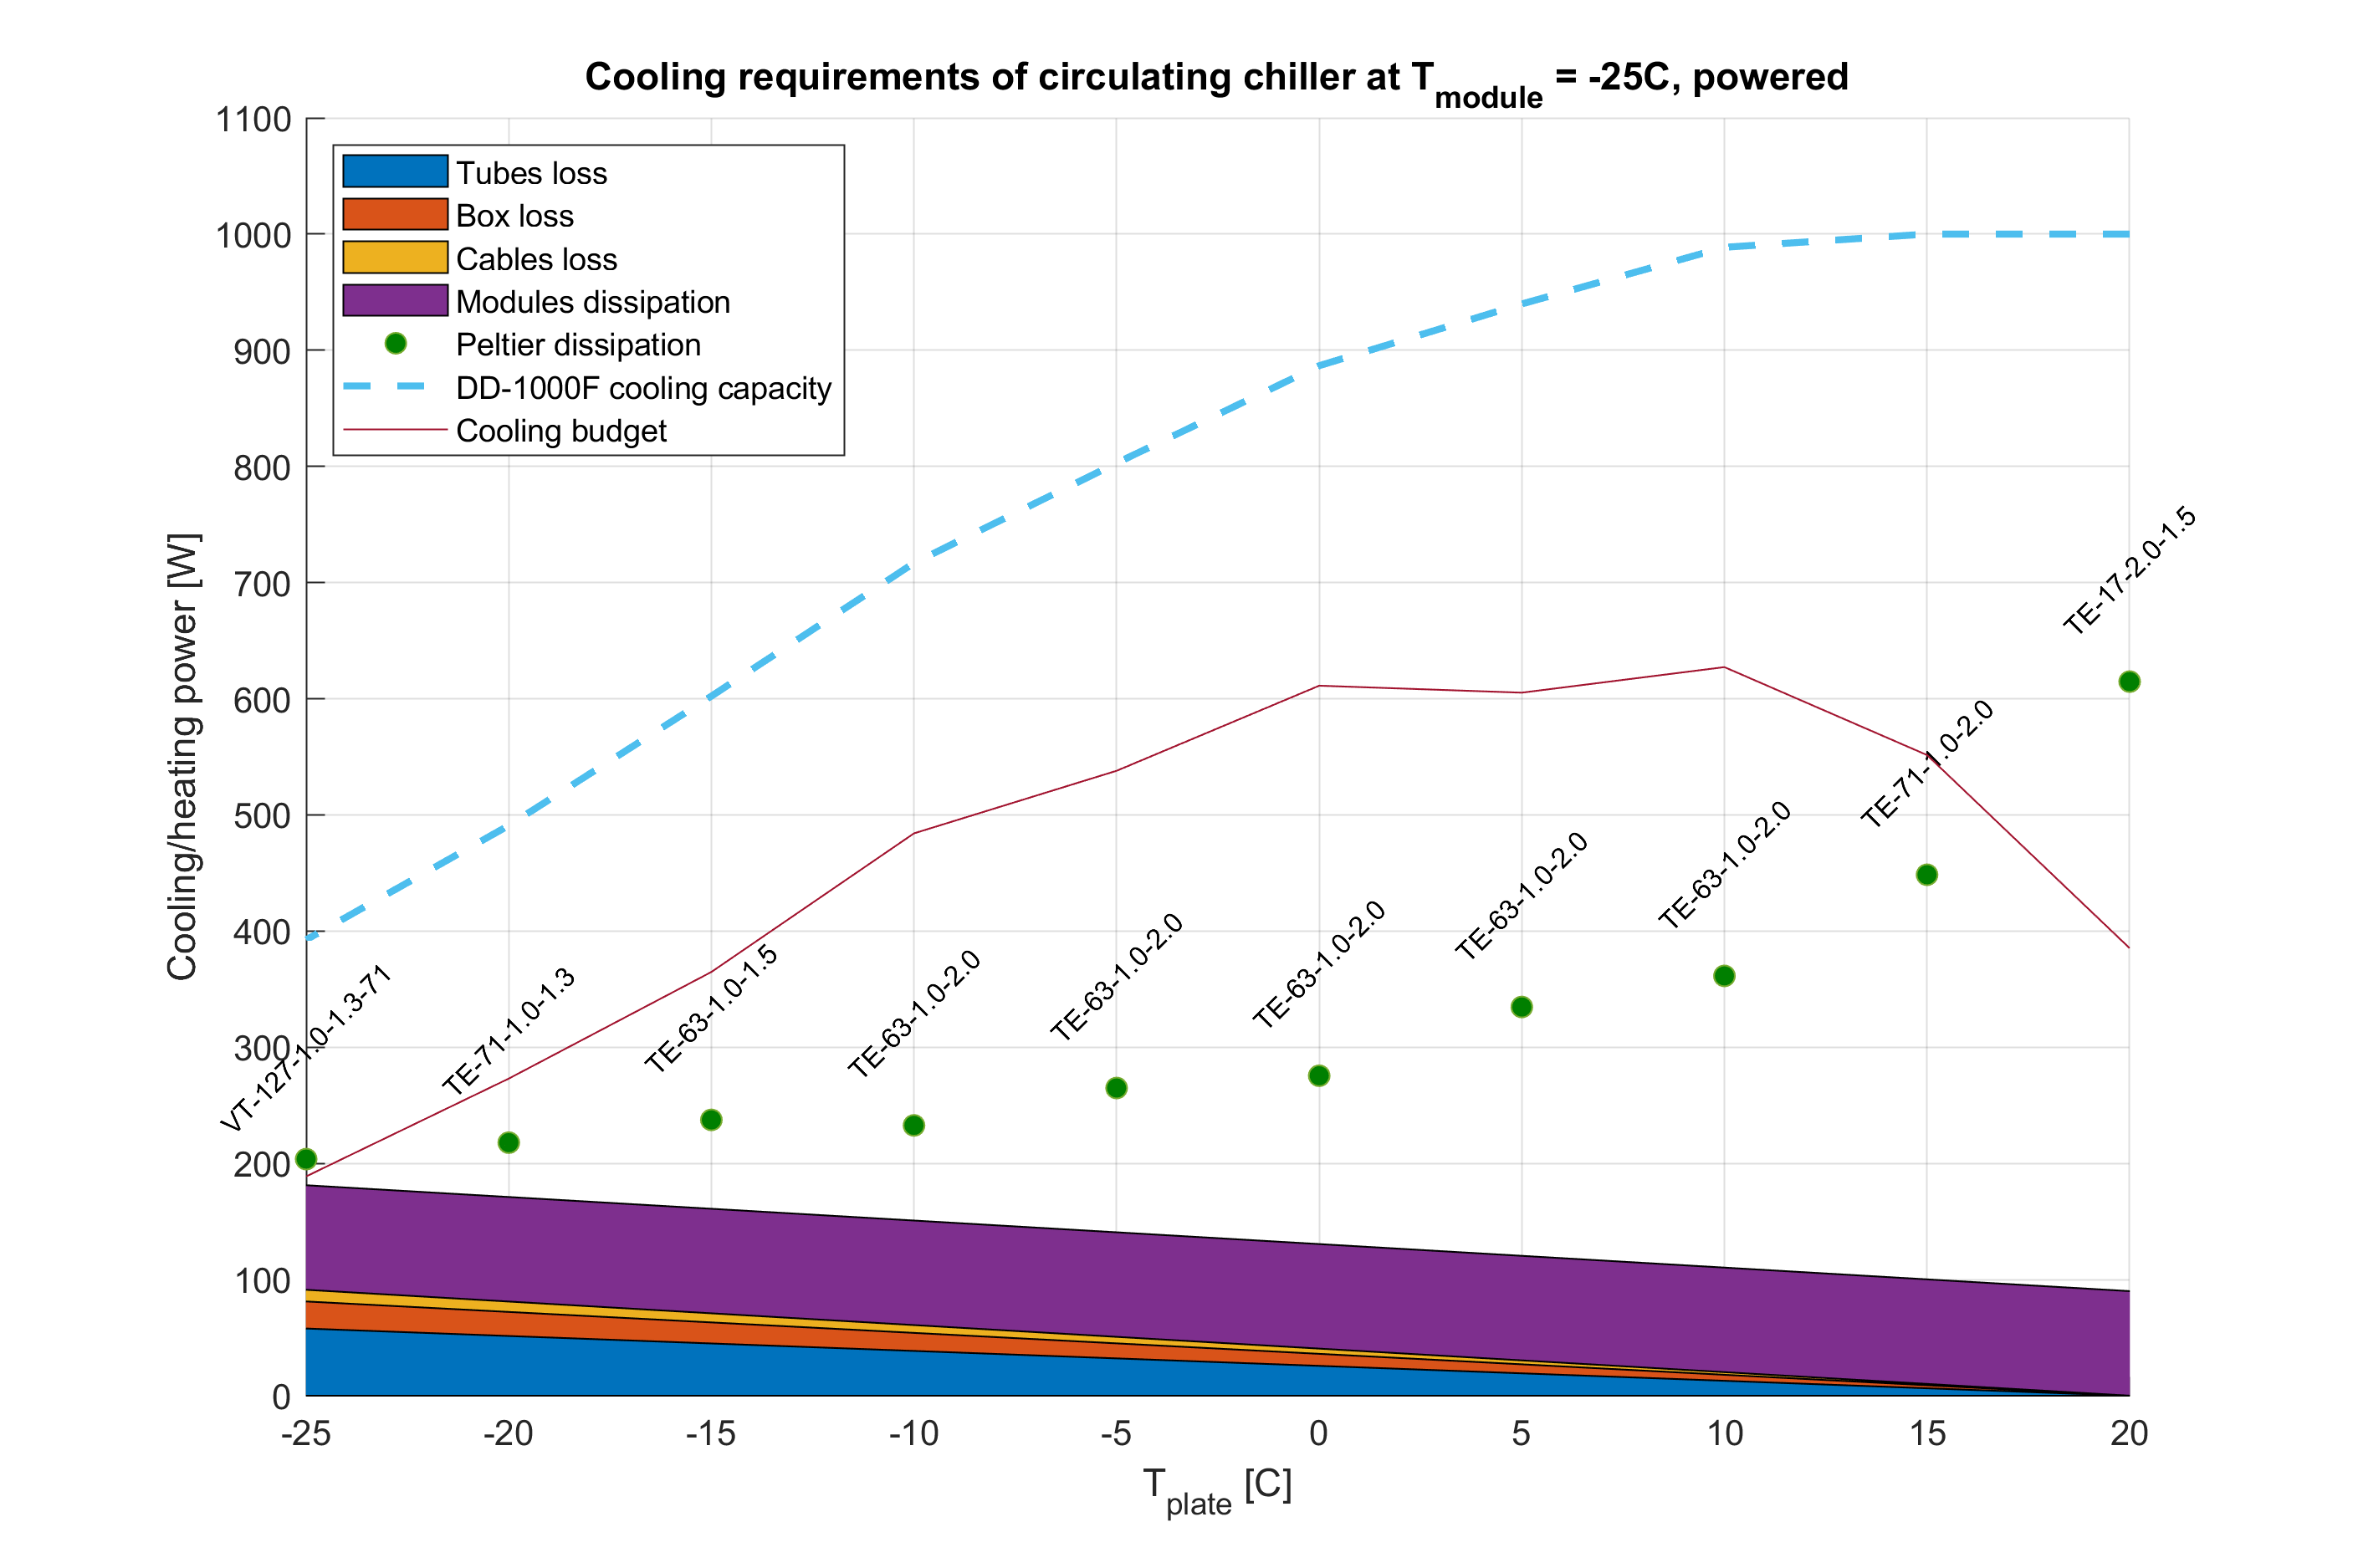 Cooling requirements of circulating chiller at T_module = -25C, powered
Cooling/heating power [W]
1100
1000
900
800
700
600
500
400
300
200
100
0
Tubes loss
Box loss
Cables loss
Modules dissipation
Peltier dissipation
DD-1000F cooling capacity
Cooling budget
VT-127-1.0-1.3-71
TE-71-1.0-1.3
TE-63-1.0-1.5
TE-63-1.0-2.0
TE-63-1.0-2.0
TE-63-1.0-2.0
TE-63-1.0-2.0
TE-63-1.0-2.0
TE-71-1.0-2.0
TE-17-2.0-1.5
-25 -20 -15 -10 -5 0 5 10 15 20
T_plate [C]